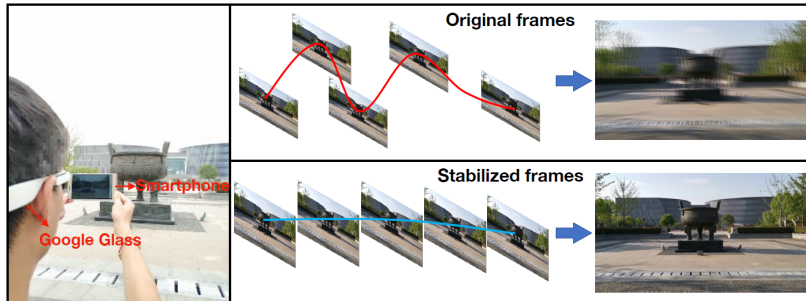 Smartphone
Google Glass
Original frames
Stabilized frames